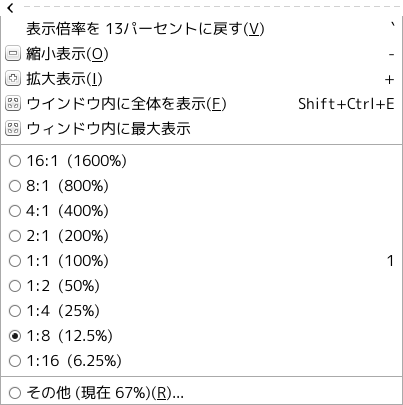 表示倍率を 13パーセントに戻す(V) `
縮小表示(O) -
拡大表示(I) +
ウインドウ内に全体を表示(F) Shift+Ctrl+E
ウィンドウ内に最大表示
16:1 (1600%)
8:1 (800%)
4:1 (400%)
2:1 (200%)
1:1 (100%) 1
1:2 (50%)
1:4 (25%)
1:8 (12.5%)
1:16 (6.25%)
その他 (現在 67%)(R)...